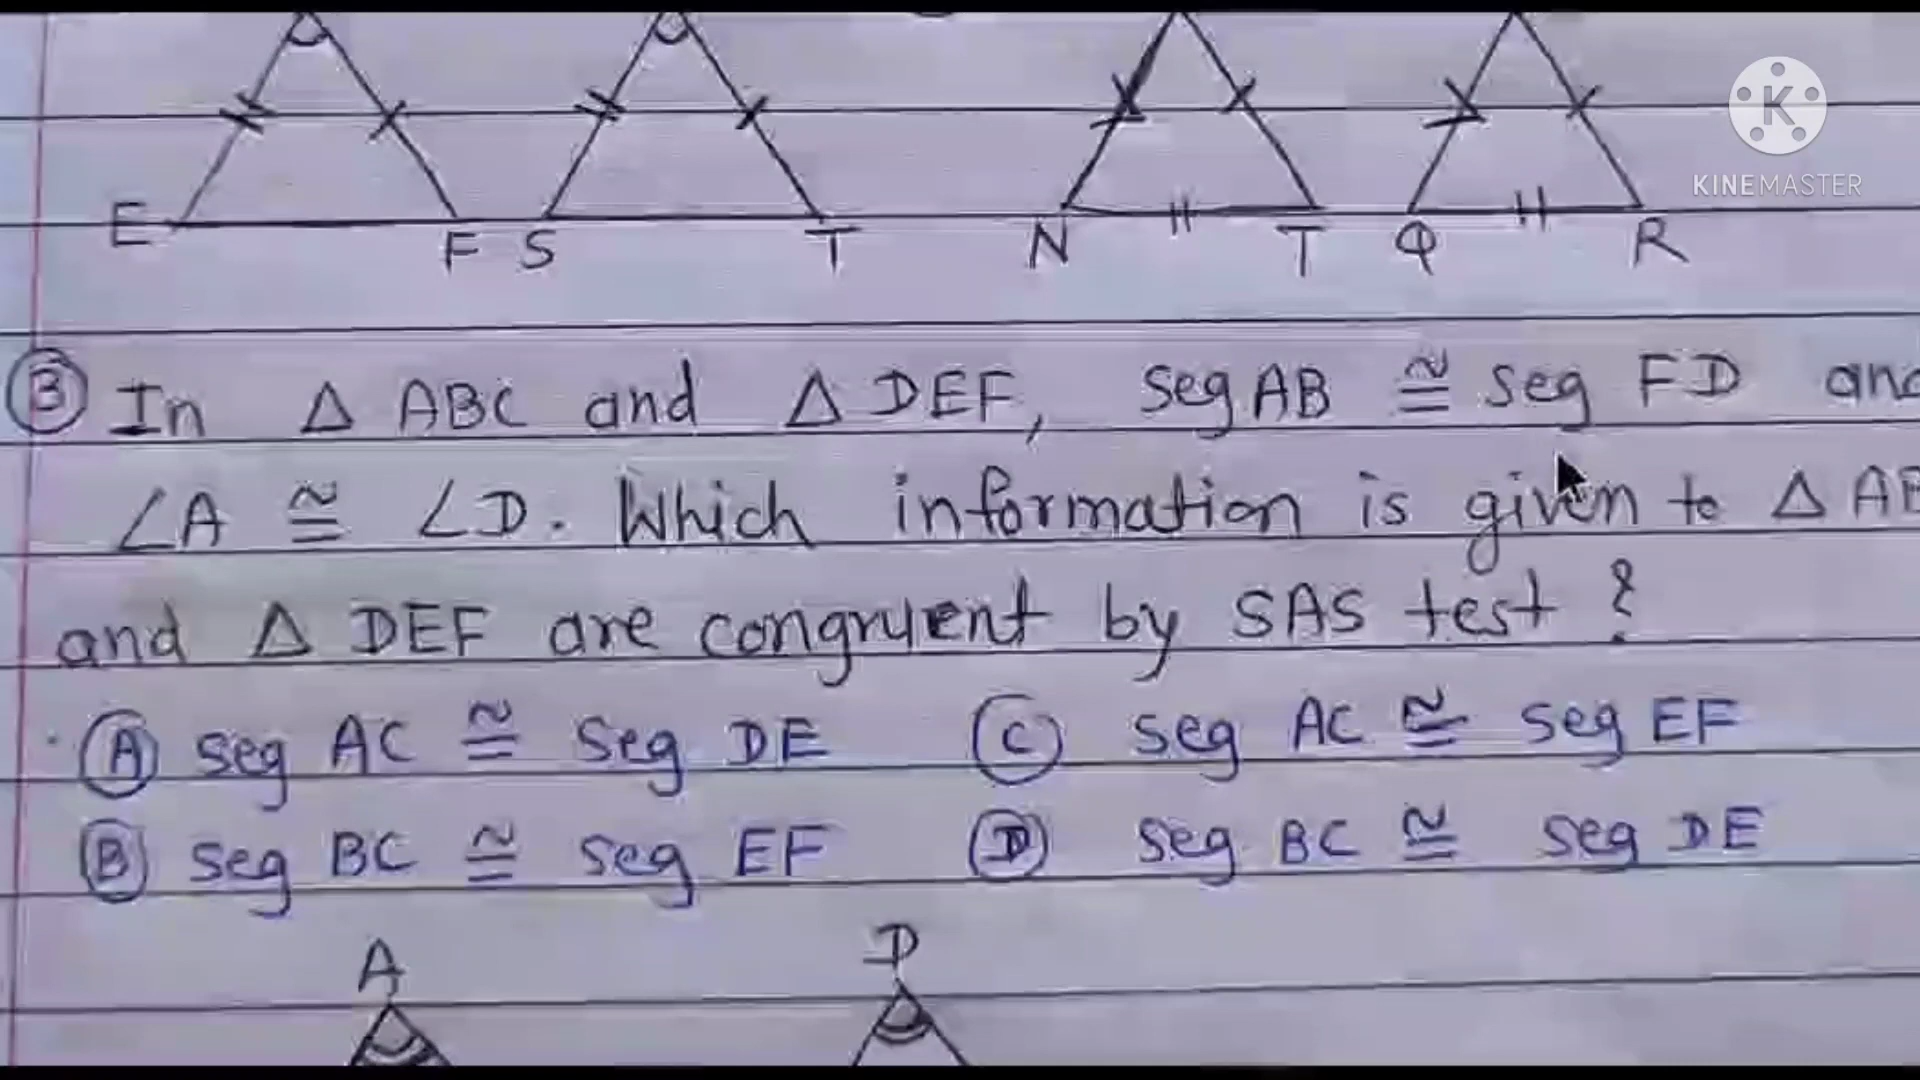 KINEMASTER
E F S T N T Q R
(3) In △ ABC and △ DEF, seg AB ≅ seg FD
∠A ≅ ∠D. Which information is given to △
and △ DEF are congruent by SAS test ?
(A) seg AC ≅ seg DE (C) seg AC ≅ seg EF
(B) seg BC ≅ seg EF (D) seg BC ≅ seg DE
A D